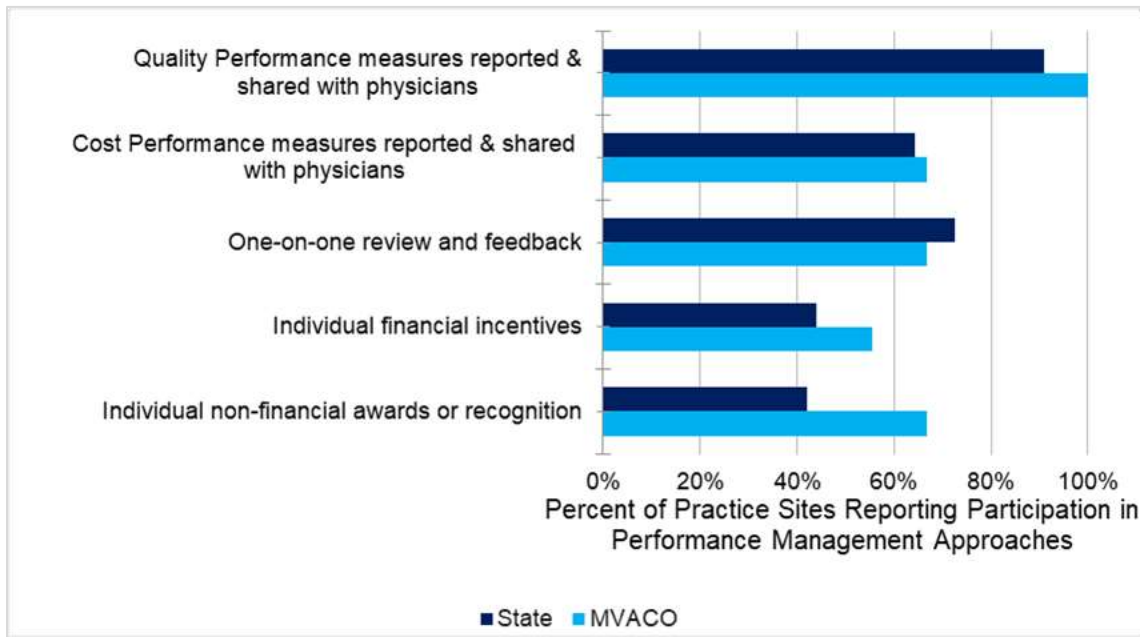 Quality Performance measures reported &
shared with physicians
Cost Performance measures reported & shared
with physicians
One-on-one review and feedback
Individual financial incentives
Individual non-financial awards or recognition
0% 20% 40% 60% 80% 100%
Percent of Practice Sites Reporting Participation in
Performance Management Approaches
State MVACO